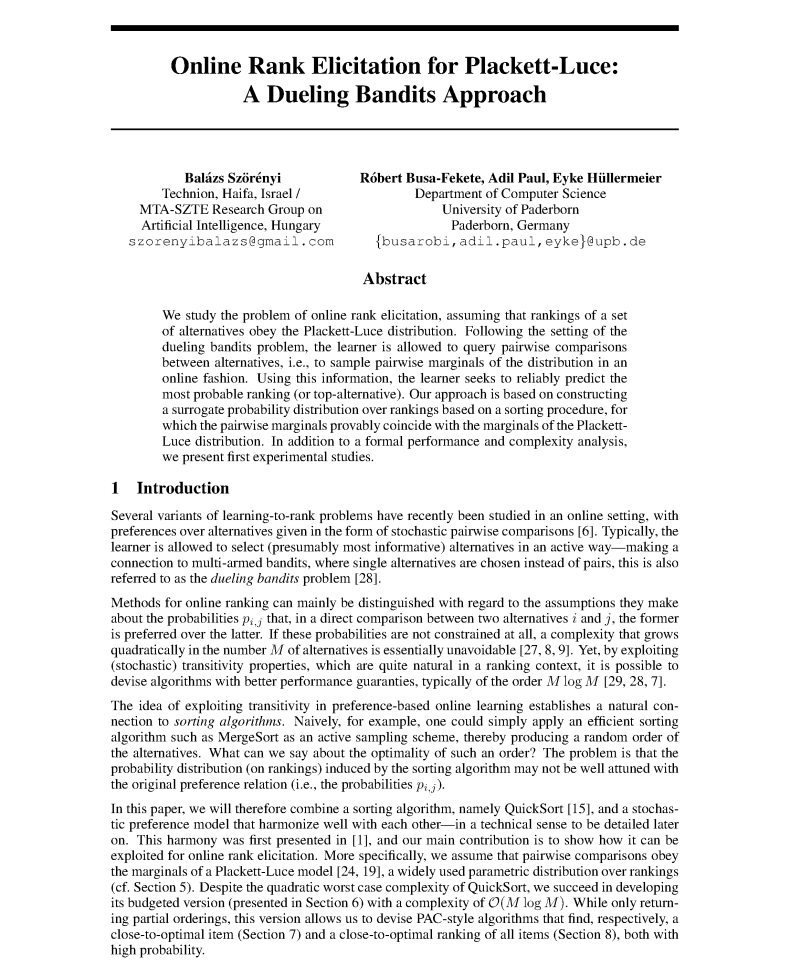 Online Rank Elicitation for Plackett-Luce:
A Dueling Bandits Approach
Balázs Szörényi
Technion, Haifa, Israel /
MTA-SZTE Research Group on
Artificial Intelligence, Hungary
szorenyibalazs@gmail.com
Róbert Busa-Fekete, Adil Paul, Eyke Hüllermeier
Department of Computer Science
University of Paderborn
Paderborn, Germany
{busarobi,adil.paul,eyke}@upb.de
Abstract
We study the problem of online rank elicitation, assuming that rankings of a set
of alternatives obey the Plackett-Luce distribution. Following the setting of the
dueling bandits problem, the learner is allowed to query pairwise comparisons
between alternatives, i.e., to sample pairwise marginals of the distribution in an
online fashion. Using this information, the learner seeks to reliably predict the
most probable ranking (or top-alternative). Our approach is based on constructing
a surrogate probability distribution over rankings based on a sorting procedure, for
which the pairwise marginals provably coincide with the marginals of the Plackett-
Luce distribution. In addition to a formal performance and complexity analysis,
we present first experimental studies.
1 Introduction
Several variants of learning-to-rank problems have recently been studied in an online setting, with
preferences over alternatives given in the form of stochastic pairwise comparisons [6]. Typically, the
learner is allowed to select (presumably most informative) alternatives in an active way—making a
connection to multi-armed bandits, where single alternatives are chosen instead of pairs, this is also
referred to as the dueling bandits problem [28].
Methods for online ranking can mainly be distinguished with regard to the assumptions they make
about the probabilities p_{i,j} that, in a direct comparison between two alternatives i and j, the former
is preferred over the latter. If these probabilities are not constrained at all, a complexity that grows
quadratically in the number M of alternatives is essentially unavoidable [27, 8, 9]. Yet, by exploiting
(stochastic) transitivity properties, which are quite natural in a ranking context, it is possible to
devise algorithms with better performance guaranties, typically of the order M log M [29, 28, 7].
The idea of exploiting transitivity in preference-based online learning establishes a natural con-
nection to sorting algorithms. Naively, for example, one could simply apply an efficient sorting
algorithm such as MergeSort as an active sampling scheme, thereby producing a random order of
the alternatives. What can we say about the optimality of such an order? The problem is that the
probability distribution (on rankings) induced by the sorting algorithm may not be well attuned with
the original preference relation (i.e., the probabilities p_{i,j}).
In this paper, we will therefore combine a sorting algorithm, namely QuickSort [15], and a stochas-
tic preference model that harmonize well with each other—in a technical sense to be detailed later
on. This harmony was first presented in [1], and our main contribution is to show how it can be
exploited for online rank elicitation. More specifically, we assume that pairwise comparisons obey
the marginals of a Plackett-Luce model [24, 19], a widely used parametric distribution over rankings
(cf. Section 5). Despite the quadratic worst case complexity of QuickSort, we succeed in developing
its budgeted version (presented in Section 6) with a complexity of O(M log M). While only return-
ing partial orderings, this version allows us to devise PAC-style algorithms that find, respectively, a
close-to-optimal item (Section 7) and a close-to-optimal ranking of all items (Section 8), both with
high probability.